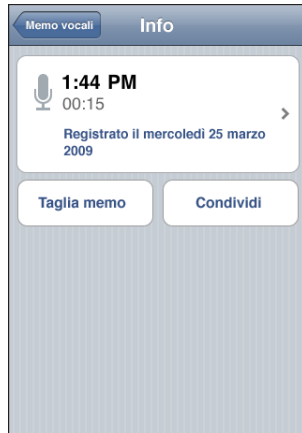 Memo vocali
Info
1:44 PM
00:15
Registrato il mercoledì 25 marzo
2009
Taglia memo
Condividi